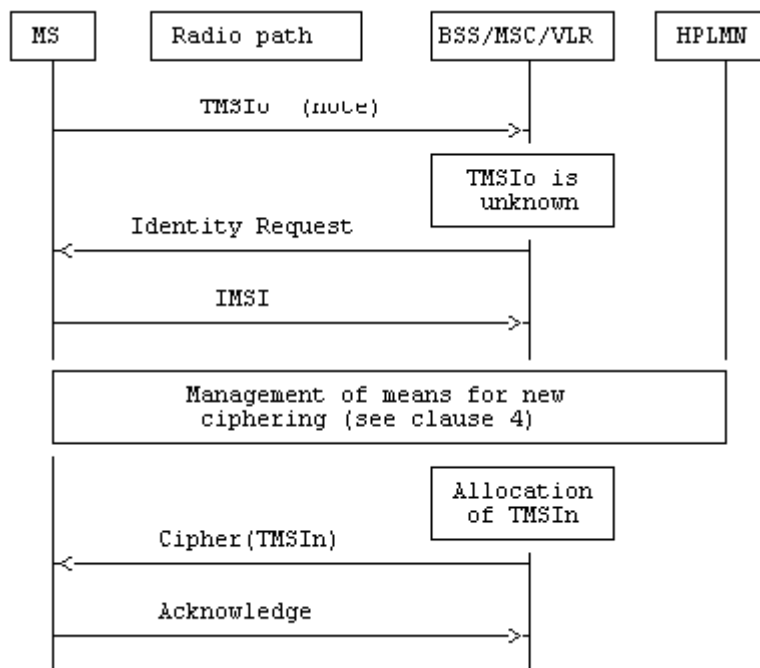 MS Radio path BSS/MSC/VLR HPLMN
TMSIo (note)
TMSIo is
unknown
Identity Request
IMSI
Management of means for new
ciphering (see clause 4)
Allocation
of TMSIn
Cipher(TMSIn)
Acknowledge